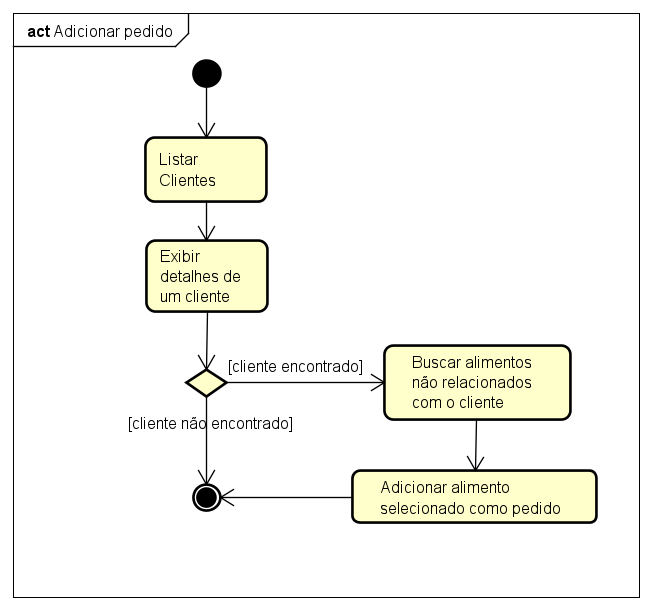 act Adicionar pedido
Listar
Clientes
Exibir
detalhes de
um cliente
[cliente encontrado]
Buscar alimentos
não relacionados
com o cliente
[cliente não encontrado]
Adicionar alimento
selecionado como pedido